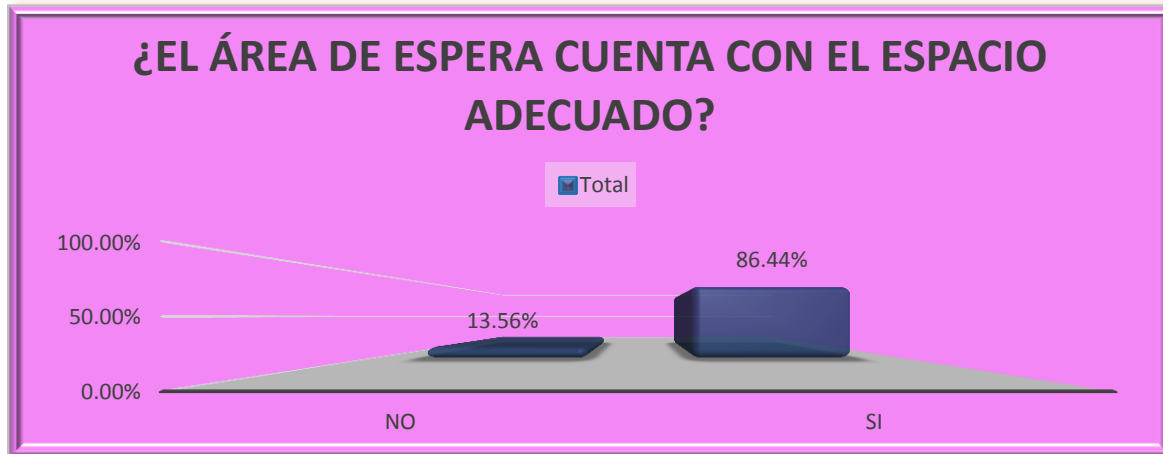 ¿EL ÁREA DE ESPERA CUENTA CON EL ESPACIO
ADECUADO?
Total
100.00%
50.00%
0.00%
13.56%
86.44%
NO
SI